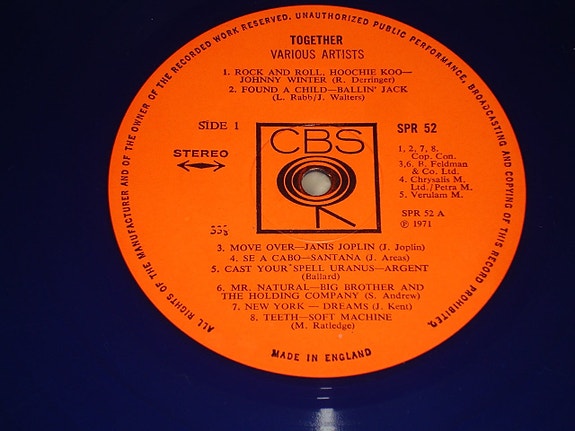 ALL RIGHTS OF THE MANUFACTURER AND OF THE OWNER OF THE RECORDED WORK RESERVED. UNAUTHORIZED PUBLIC PERFORMANCE, BROADCASTING AND COPYING OF THIS RECORD PROHIBITED.
TOGETHER
VARIOUS ARTISTS
1. ROCK AND ROLL, HOOCHIE KOO—
JOHNNY WINTER (R. Derringer)
2. FOUND A CHILD—BALLIN' JACK
(L. Rabb/J. Walters)
SIDE 1
STEREO
CBS
SPR 52
1, 2, 7, 8.
Cop. Con.
3,6. B. Feldman
& Co, Ltd.
4. Chrysalis M.
Ltd./Petra M.
5. Verulam M.
SPR 52 A
℗ 1971
33⅓
3. MOVE OVER—JANIS JOPLIN (J. Joplin)
4. SE A CABO—SANTANA (J. Areas)
5. CAST YOUR SPELL URANUS—ARGENT
(Ballard)
6. MR. NATURAL—BIG BROTHER AND
THE HOLDING COMPANY (S. Andrew)
7. NEW YORK — DREAMS (J. Kent)
8. TEETH—SOFT MACHINE
(M. Ratledge)
MADE IN ENGLAND